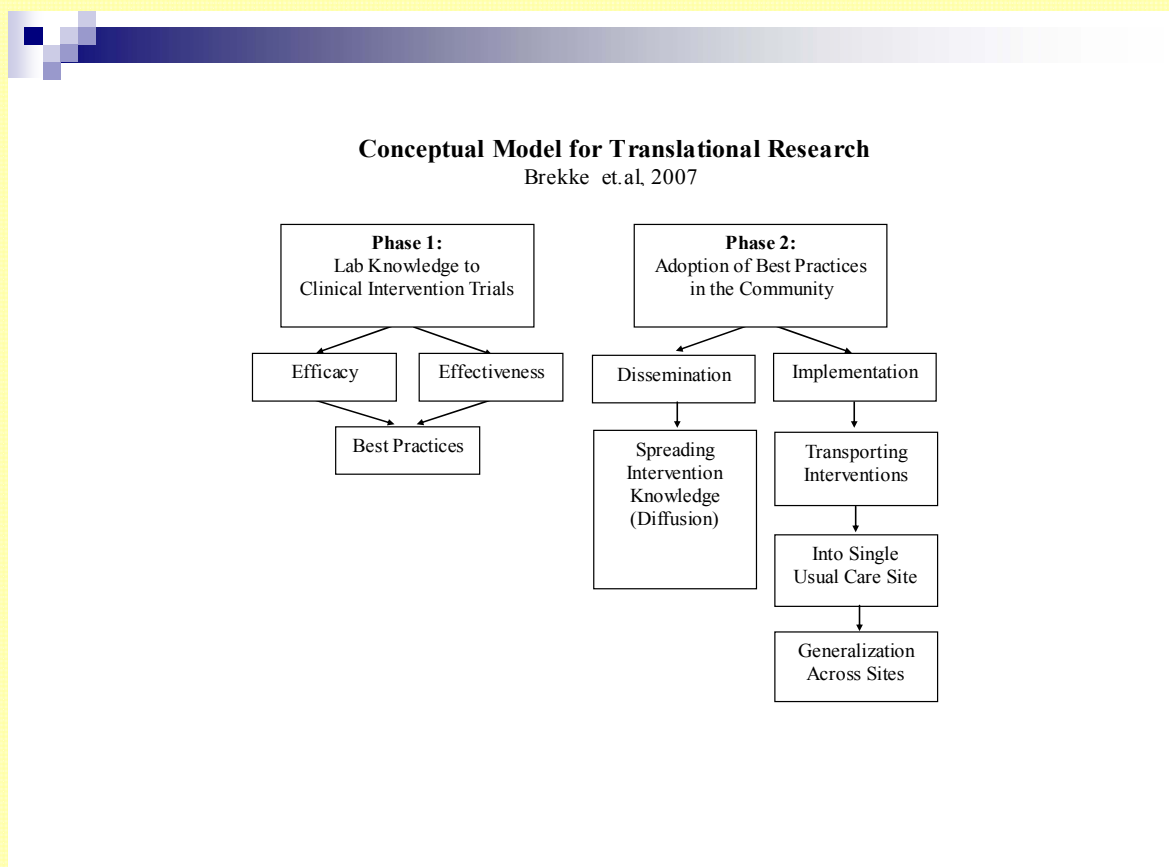 Conceptual Model for Translational Research
Brekke et.al, 2007
Phase 1:
Lab Knowledge to
Clinical Intervention Trials
Efficacy
Effectiveness
Best Practices
Phase 2:
Adoption of Best Practices
in the Community
Dissemination
Spreading
Intervention
Knowledge
(Diffusion)
Implementation
Transporting
Interventions
Into Single
Usual Care Site
Generalization
Across Sites